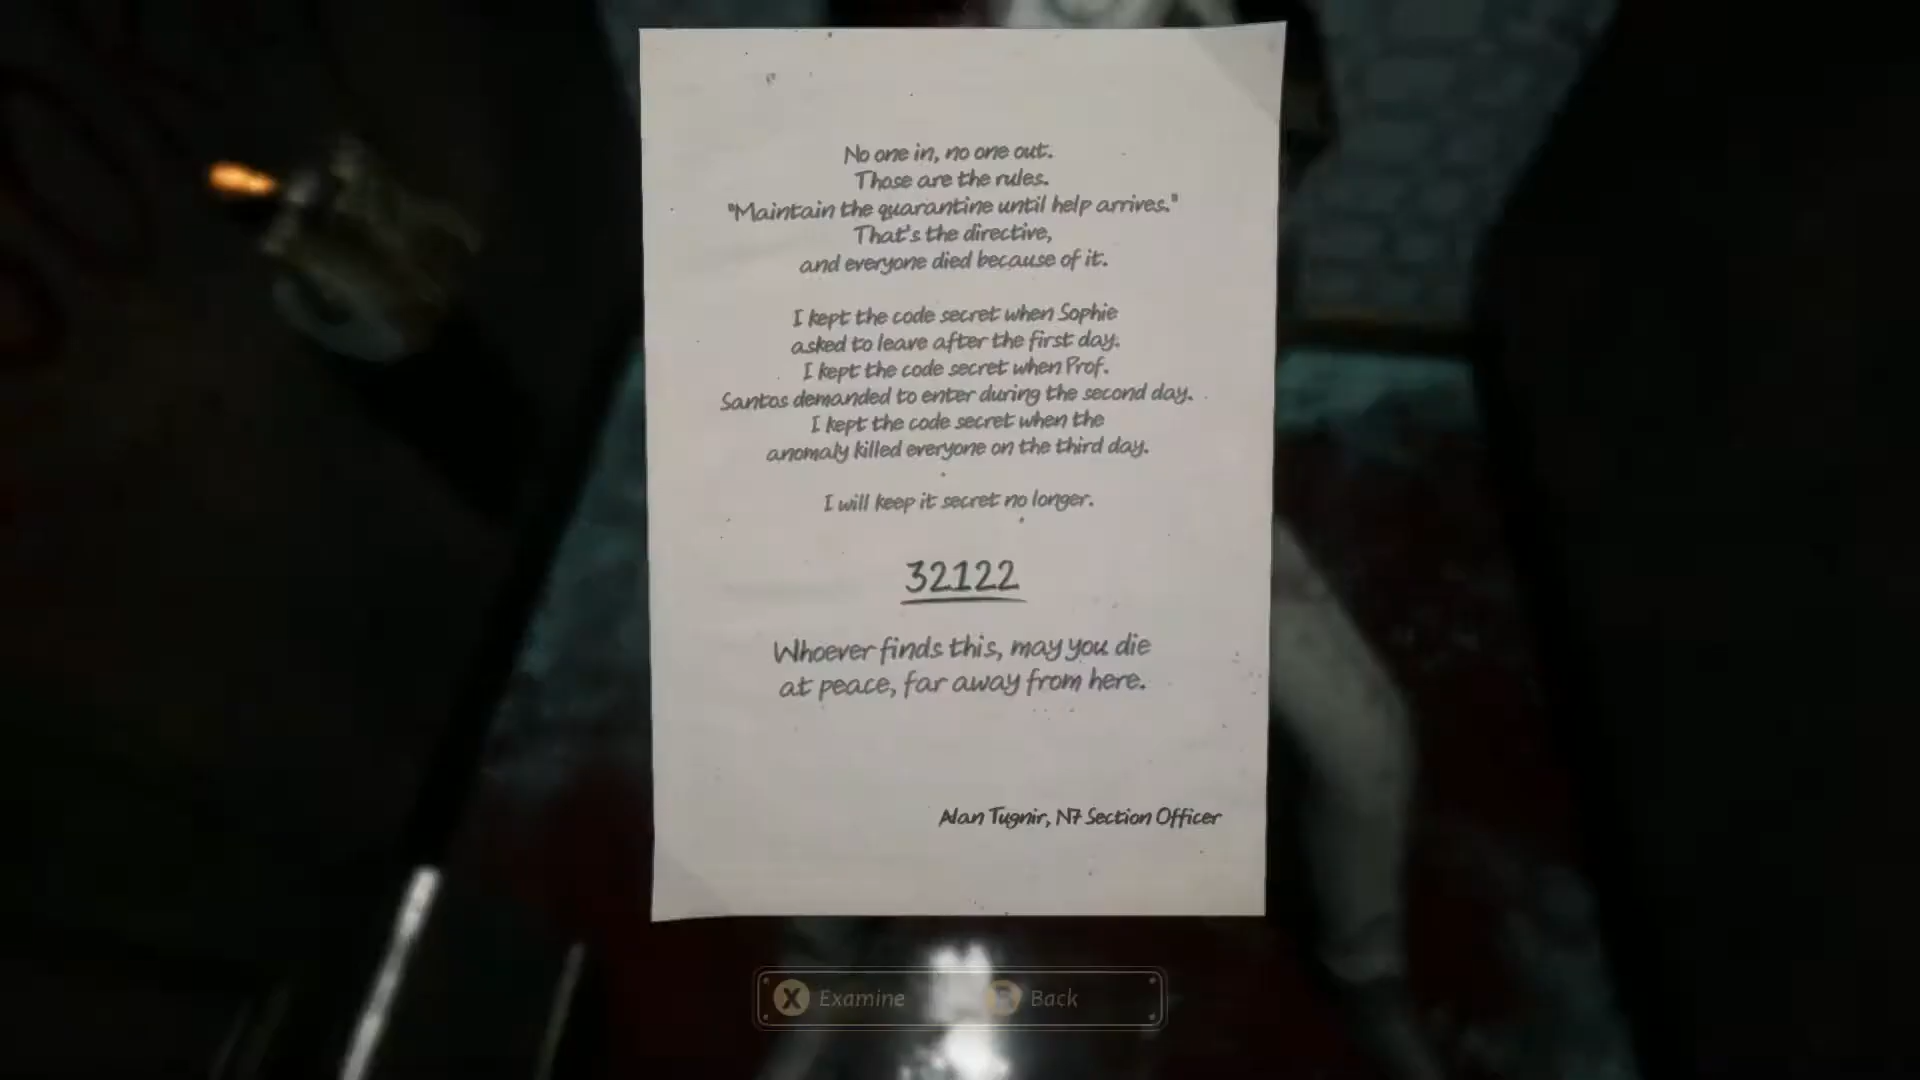 No one in, no one out.
Those are the rules.
"Maintain the quarantine until help arrives."
That's the directive,
and everyone died because of it.
I kept the code secret when Sophie
asked to leave after the first day.
I kept the code secret when Prof.
Santos demanded to enter during the second day.
I kept the code secret when the
anomaly killed everyone on the third day.
I will keep it secret no longer.
32122
Whoever finds this, may you die
at peace, far away from here.
Alan Tugnir, N7 Section Officer
X Examine B Back